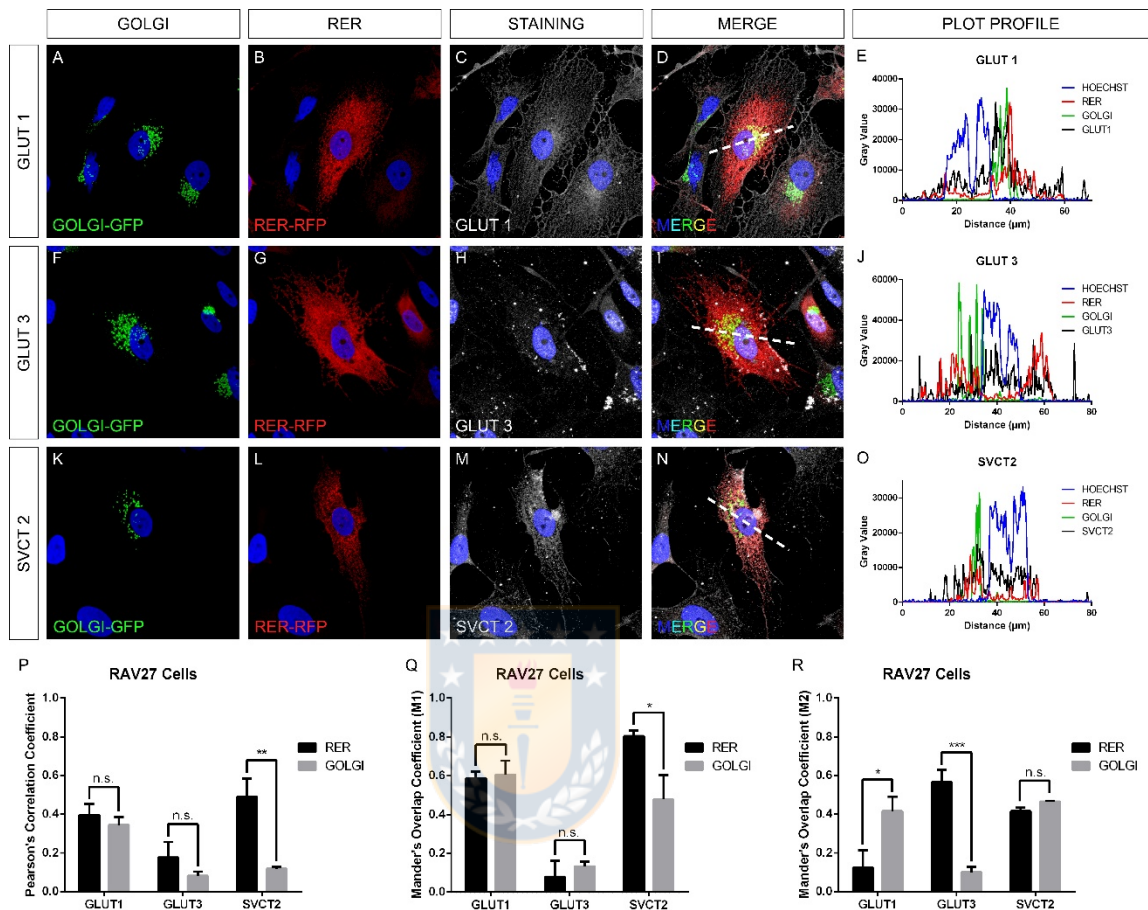 GOLGI
RER
STAINING
MERGE
PLOT PROFILE
GLUT 1
A
GOLGI-GFP
B
RER-RFP
C
GLUT 1
D
MERGE
E
GLUT 1
HOECHST
RER
GOLGI
GLUT1
Gray Value
40000
30000
20000
10000
0
0 20 40 60
Distance (µm)
GLUT 3
F
GOLGI-GFP
G
RER-RFP
H
GLUT 3
I
MERGE
J
GLUT 3
HOECHST
RER
GOLGI
GLUT3
Gray Value
60000
40000
20000
0
0 20 40 60 80
Distance (µm)
SVCT 2
K
GOLGI-GFP
L
RER-RFP
M
SVCT 2
N
MERGE
O
SVCT2
HOECHST
RER
GOLGI
SVCT2
Gray Value
30000
20000
10000
0
0 20 40 60 80
Distance (µm)
P
RAV27 Cells
Pearson's Correlation Coefficient
1.0
0.8
0.6
0.4
0.2
0.0
n.s.
n.s.
**
RER
GOLGI
GLUT1 GLUT3 SVCT2
Q
RAV27 Cells
Mander's Overlap Coefficient (M1)
1.0
0.8
0.6
0.4
0.2
0.0
n.s.
n.s.
*
RER
GOLGI
GLUT1 GLUT3 SVCT2
R
RAV27 Cells
Mander's Overlap Coefficient (M2)
1.0
0.8
0.6
0.4
0.2
0.0
*
***
n.s.
RER
GOLGI
GLUT1 GLUT3 SVCT2